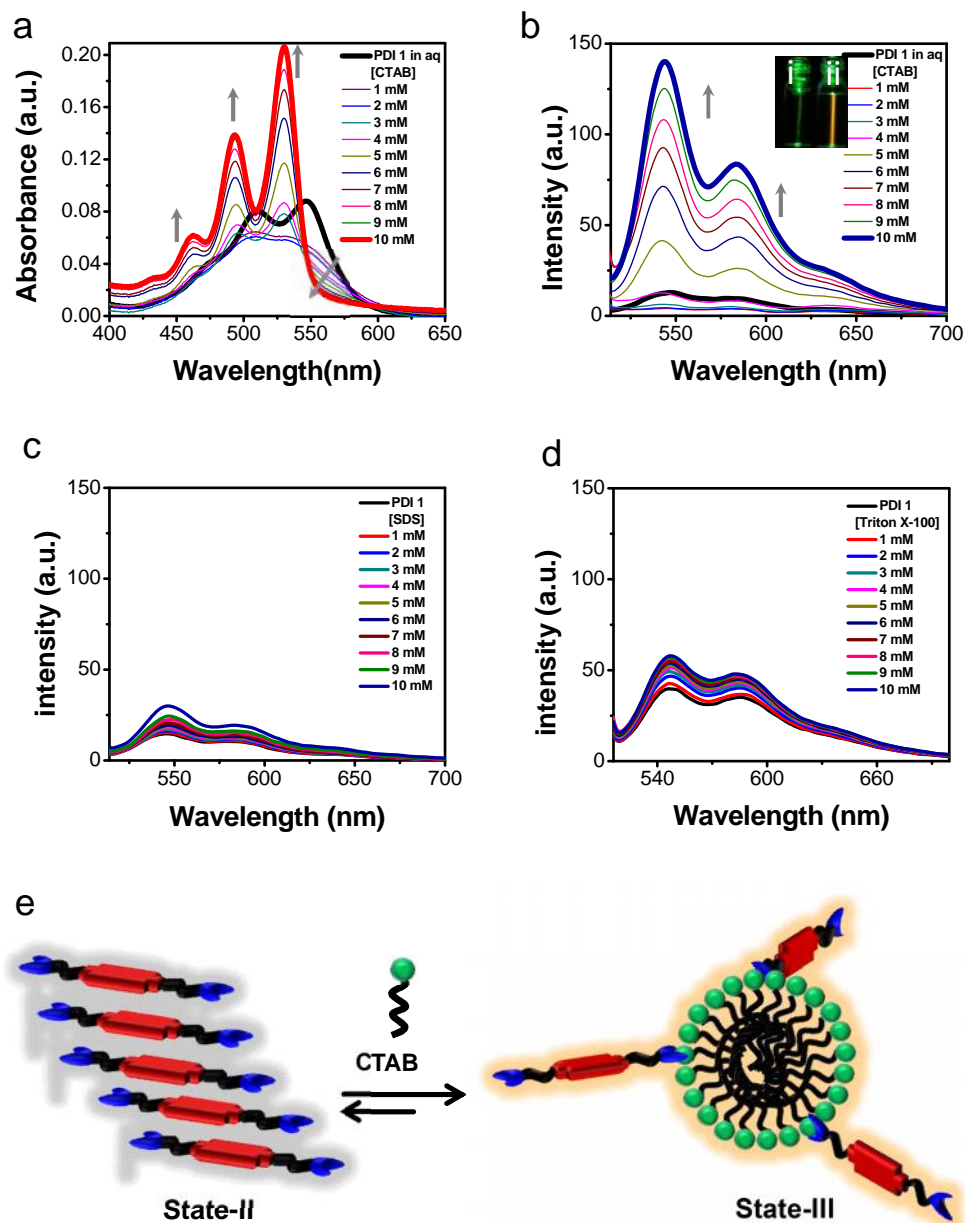 a
Absorbance (a.u.)
0.20
0.16
0.12
0.08
0.04
0.00
400 450 500 550 600 650
Wavelength(nm)
PDI 1 in aq
[CTAB]
1 mM
2 mM
3 mM
4 mM
5 mM
6 mM
7 mM
8 mM
9 mM
10 mM
b
Intensity (a.u.)
150
100
50
0
550 600 650 700
Wavelength (nm)
PDI 1 in aq
[CTAB]
1 mM
2 mM
3 mM
4 mM
5 mM
6 mM
7 mM
8 mM
9 mM
10 mM
i ii
c
intensity (a.u.)
150
100
50
0
550 600 650 700
Wavelength (nm)
PDI 1
[SDS]
1 mM
2 mM
3 mM
4 mM
5 mM
6 mM
7 mM
8 mM
9 mM
10 mM
d
intensity (a.u.)
150
100
50
0
540 600 660
Wavelength (nm)
PDI 1
[Triton X-100]
1 mM
2 mM
3 mM
4 mM
5 mM
6 mM
7 mM
8 mM
9 mM
10 mM
e
CTAB
State-II
State-III